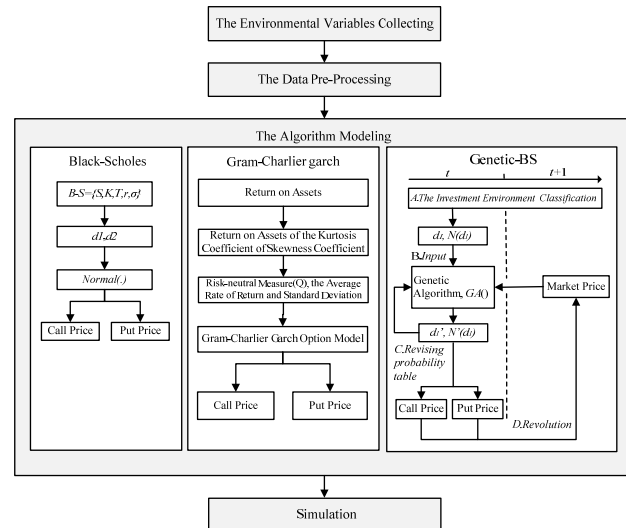 The Environmental Variables Collecting
The Data Pre-Processing
The Algorithm Modeling
Black-Scholes
B-S={S,K,T,r,σ}
d1,d2
Normal(.)
Call Price
Put Price
Gram-Charlier garch
Return on Assets
Return on Assets of the Kurtosis
Coefficient of Skewness Coefficient
Risk-neutral Measure(Q), the Average
Rate of Return and Standard Deviation
Gram-Charlier Garch Option Model
Call Price
Put Price
Genetic-BS
t
t+1
A.The Investment Environment Classification
d₁, N(d₁)
B.Input
Genetic
Algorithm, GA()
Market Price
d₁', N'(d₁)
C.Revising
probability
table
Call Price
Put Price
D.Revolution
Simulation